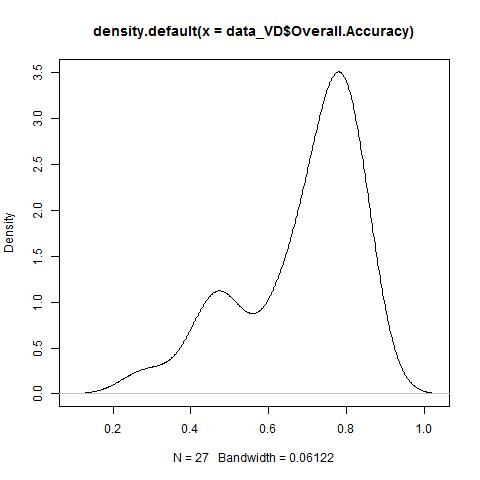 density.default(x = data_VD$Overall.Accuracy)
3.5
3.0
2.5
2.0
1.5
1.0
0.5
0.0
Density
0.2 0.4 0.6 0.8 1.0
N = 27 Bandwidth = 0.06122